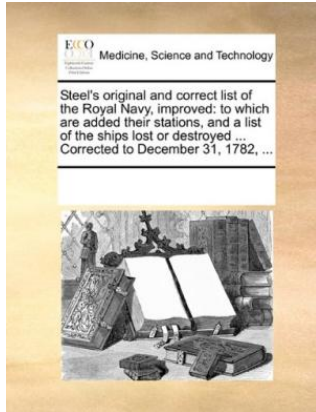 ECCO
Medicine, Science and Technology
Steel's original and correct list of
the Royal Navy, improved: to which
are added their stations, and a list
of the ships lost or destroyed ...
Corrected to December 31, 1782, ...